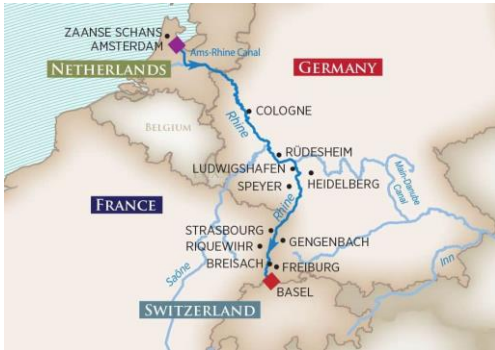 ZAANSE SCHANS
AMSTERDAM
Ams-Rhine Canal
NETHERLANDS
GERMANY
COLOGNE
Rhine
BELGIUM
RÜDESHEIM
LUDWIGSHAFEN
HEIDELBERG
SPEYER
Main-Danube
Canal
FRANCE
Rhine
STRASBOURG
GENGENBACH
RIQUEWIHR
BREISACH
FREIBURG
Inn
Saône
BASEL
SWITZERLAND